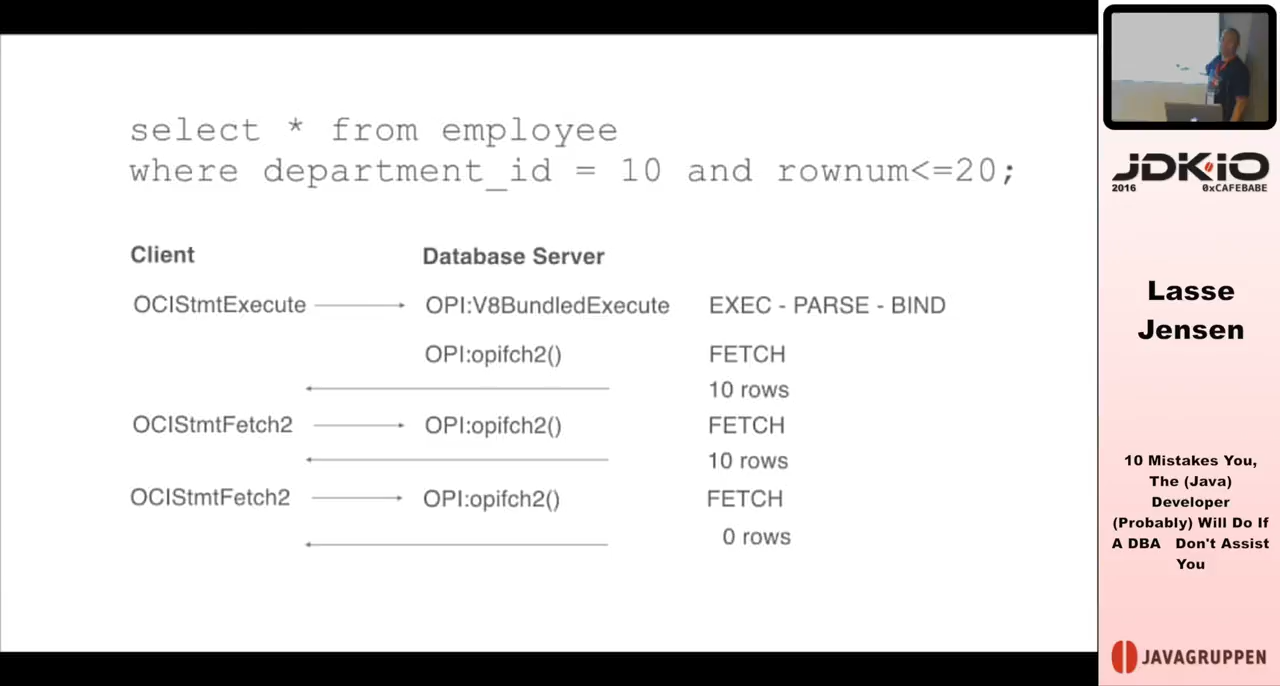 select * from employee
where department_id = 10 and rownum<=20;
Client Database Server
OCIStmtExecute OPI:V8BundledExecute EXEC - PARSE - BIND
OPI:opifch2() FETCH
10 rows
OCIStmtFetch2 OPI:opifch2() FETCH
10 rows
OCIStmtFetch2 OPI:opifch2() FETCH
0 rows
JDK.IO
2016 0xCAFEBABE
Lasse
Jensen
10 Mistakes You,
The (Java)
Developer
(Probably) Will Do If
A DBA Don't Assist
You
JAVAGRUPPEN